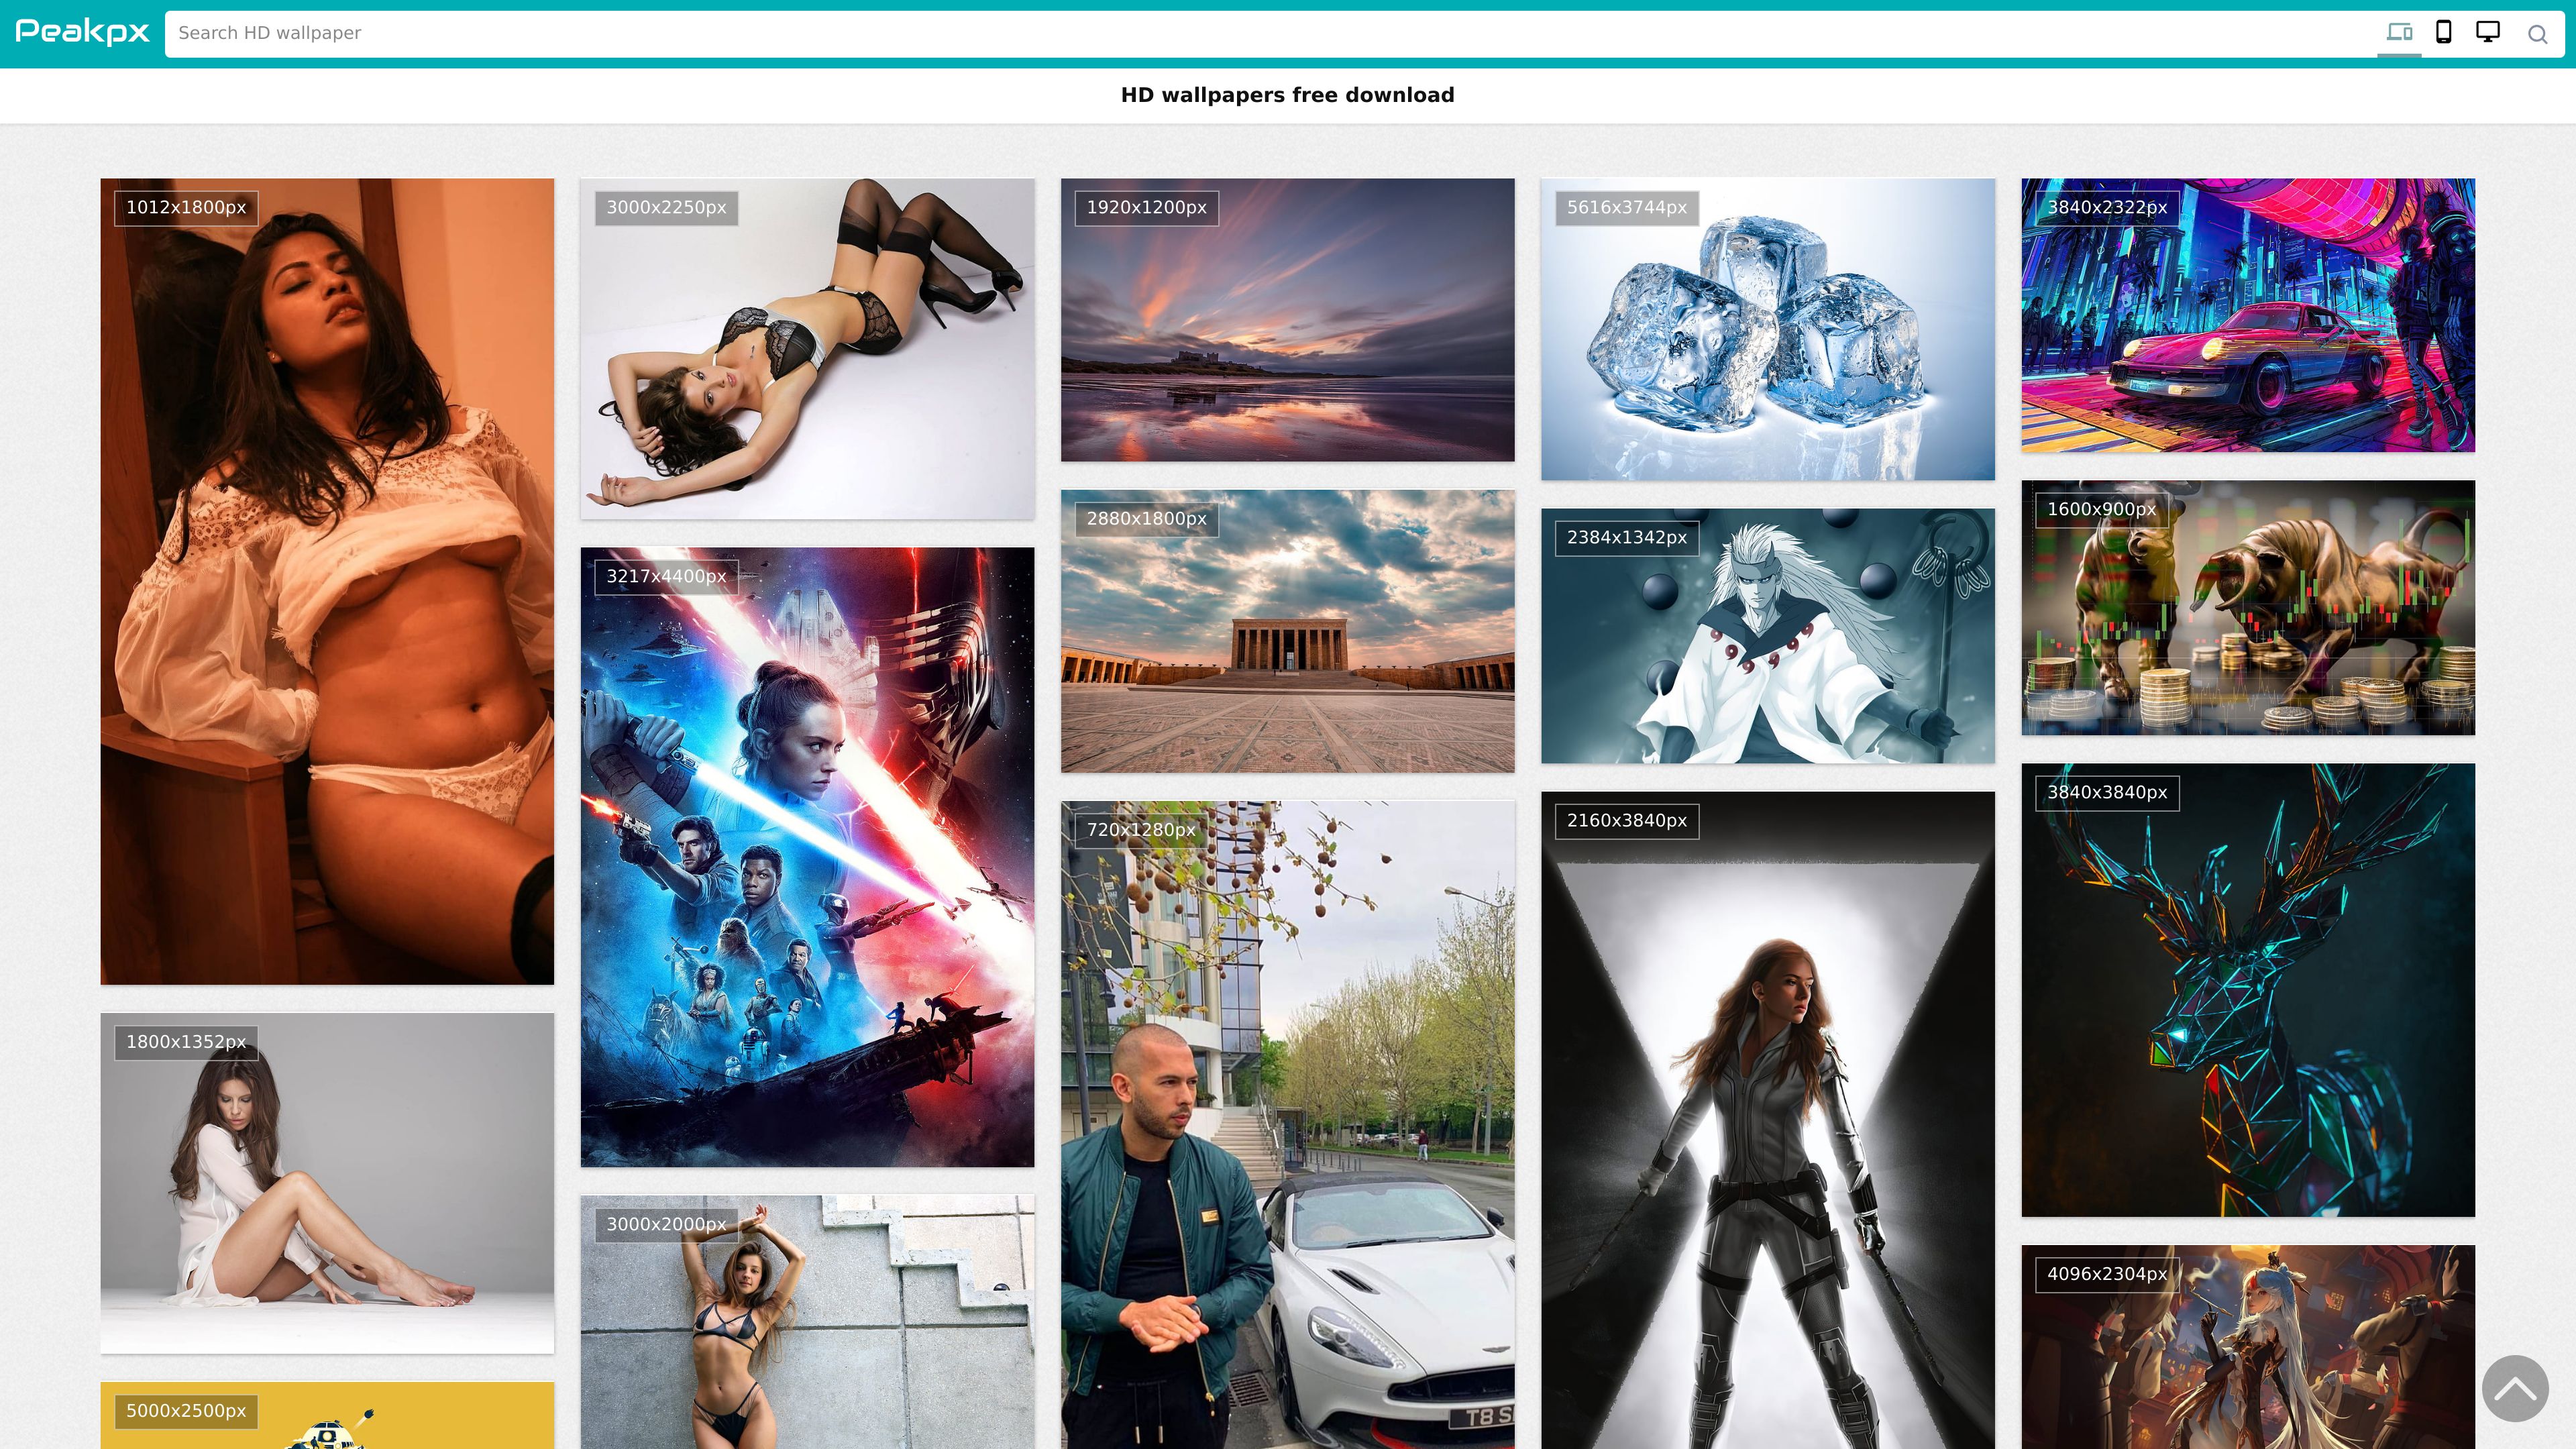 Peakpx
Search HD wallpaper
HD wallpapers free download
1012x1800px
3000x2250px
1920x1200px
5616x3744px
3840x2322px
1600x900px
2880x1800px
2384x1342px
3217x4400px
3840x3840px
2160x3840px
720x1280px
1800x1352px
3000x2000px
4096x2304px
5000x2500px
T8 S